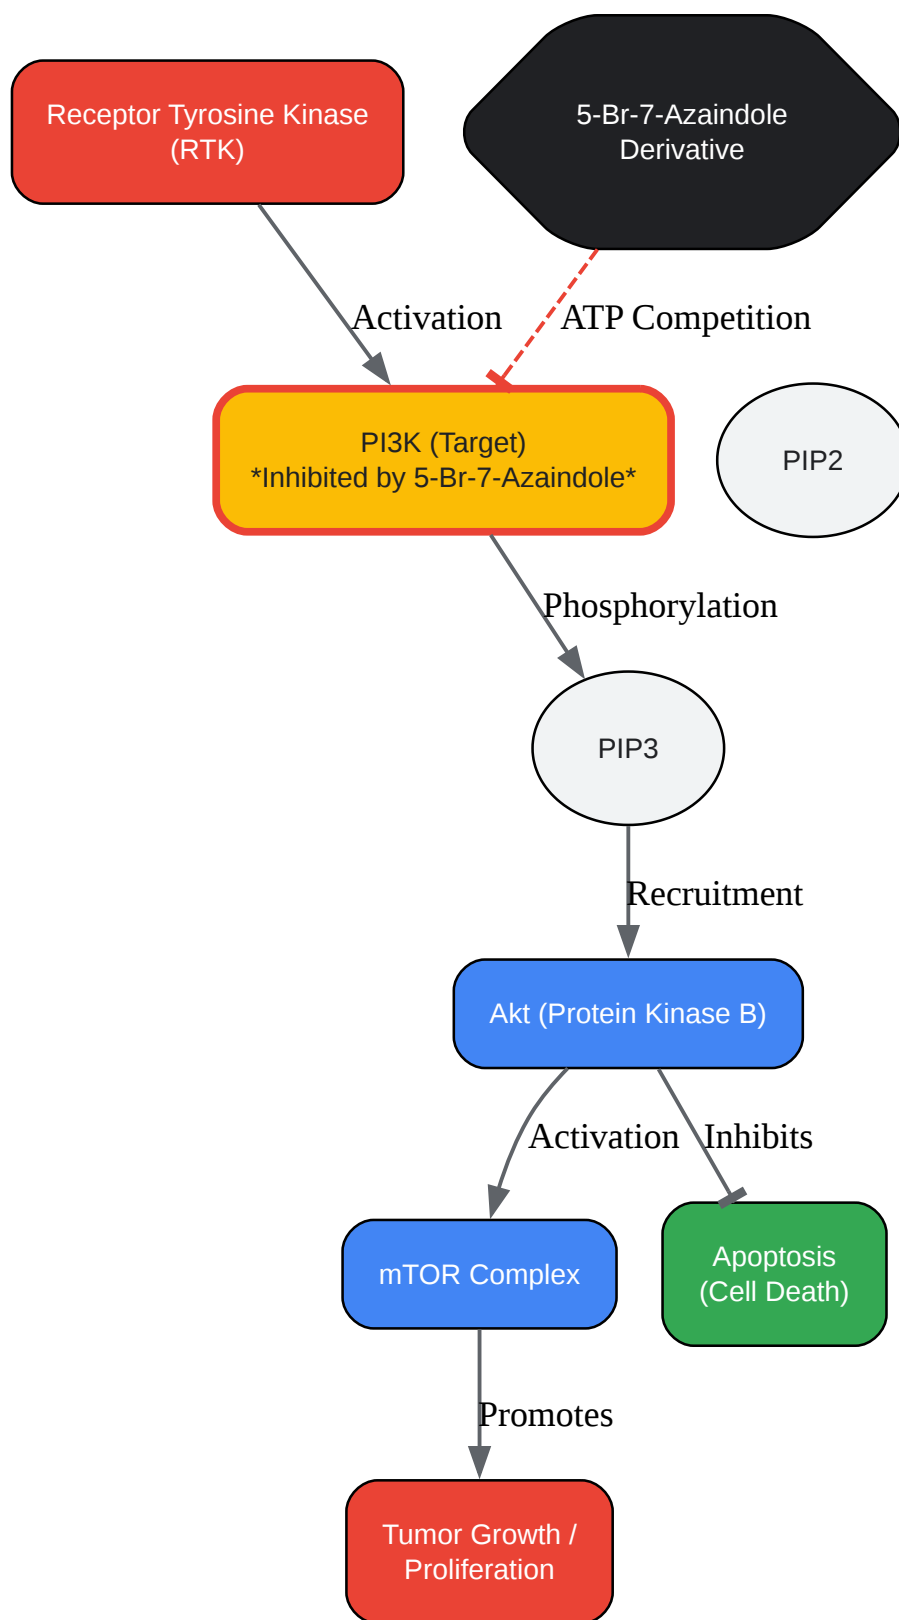 Receptor Tyrosine Kinase
(RTK)
5-Br-7-Azaindole
Derivative
Activation
ATP Competition
PI3K (Target)
*Inhibited by 5-Br-7-Azaindole*
PIP2
Phosphorylation
PIP3
Recruitment
Akt (Protein Kinase B)
Activation
Inhibits
mTOR Complex
Apoptosis
(Cell Death)
Promotes
Tumor Growth /
Proliferation